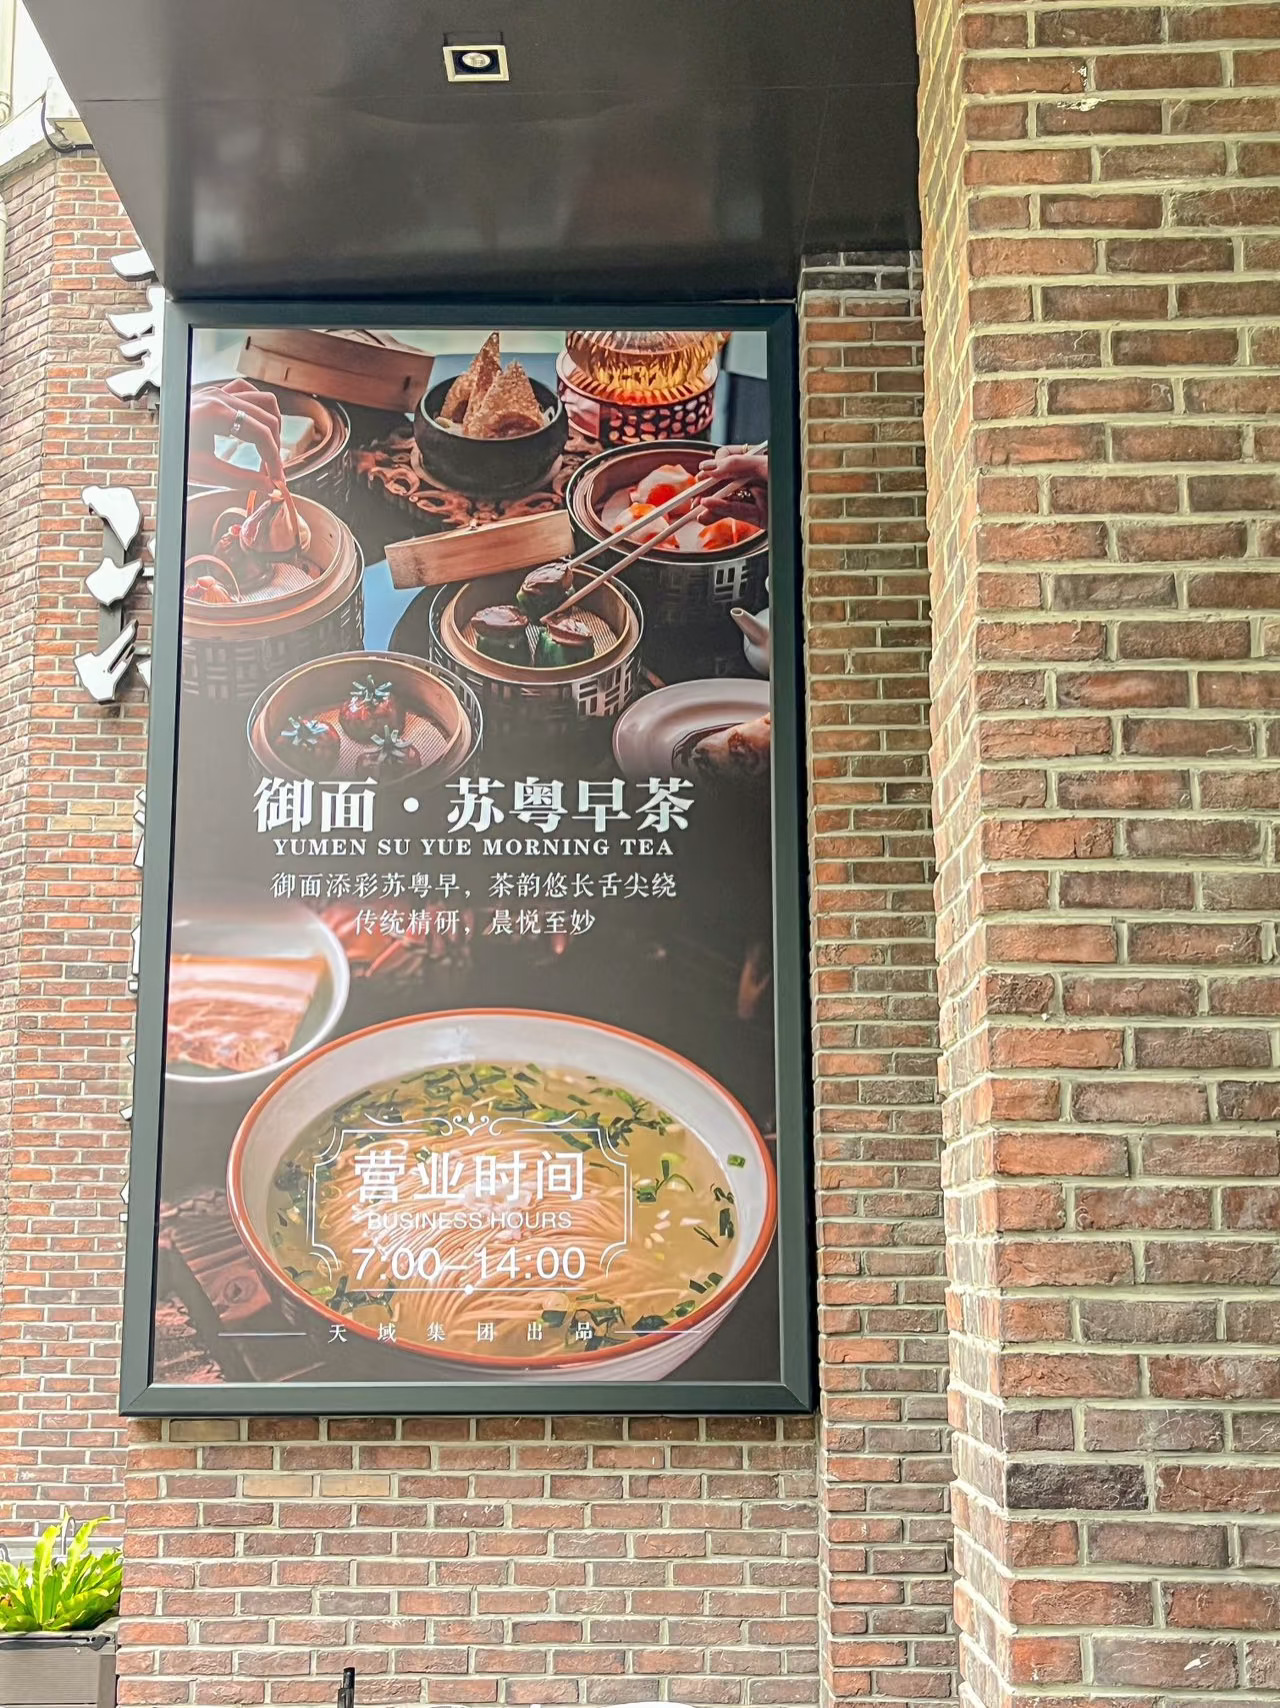 御面·苏粤早茶
YUMEN SU YUE MORNING TEA
御面添彩苏粤早，茶韵悠长舌尖绕
传统精研，晨悦至妙
营业时间
BUSINESS HOURS
7:00–14:00
天域集团出品